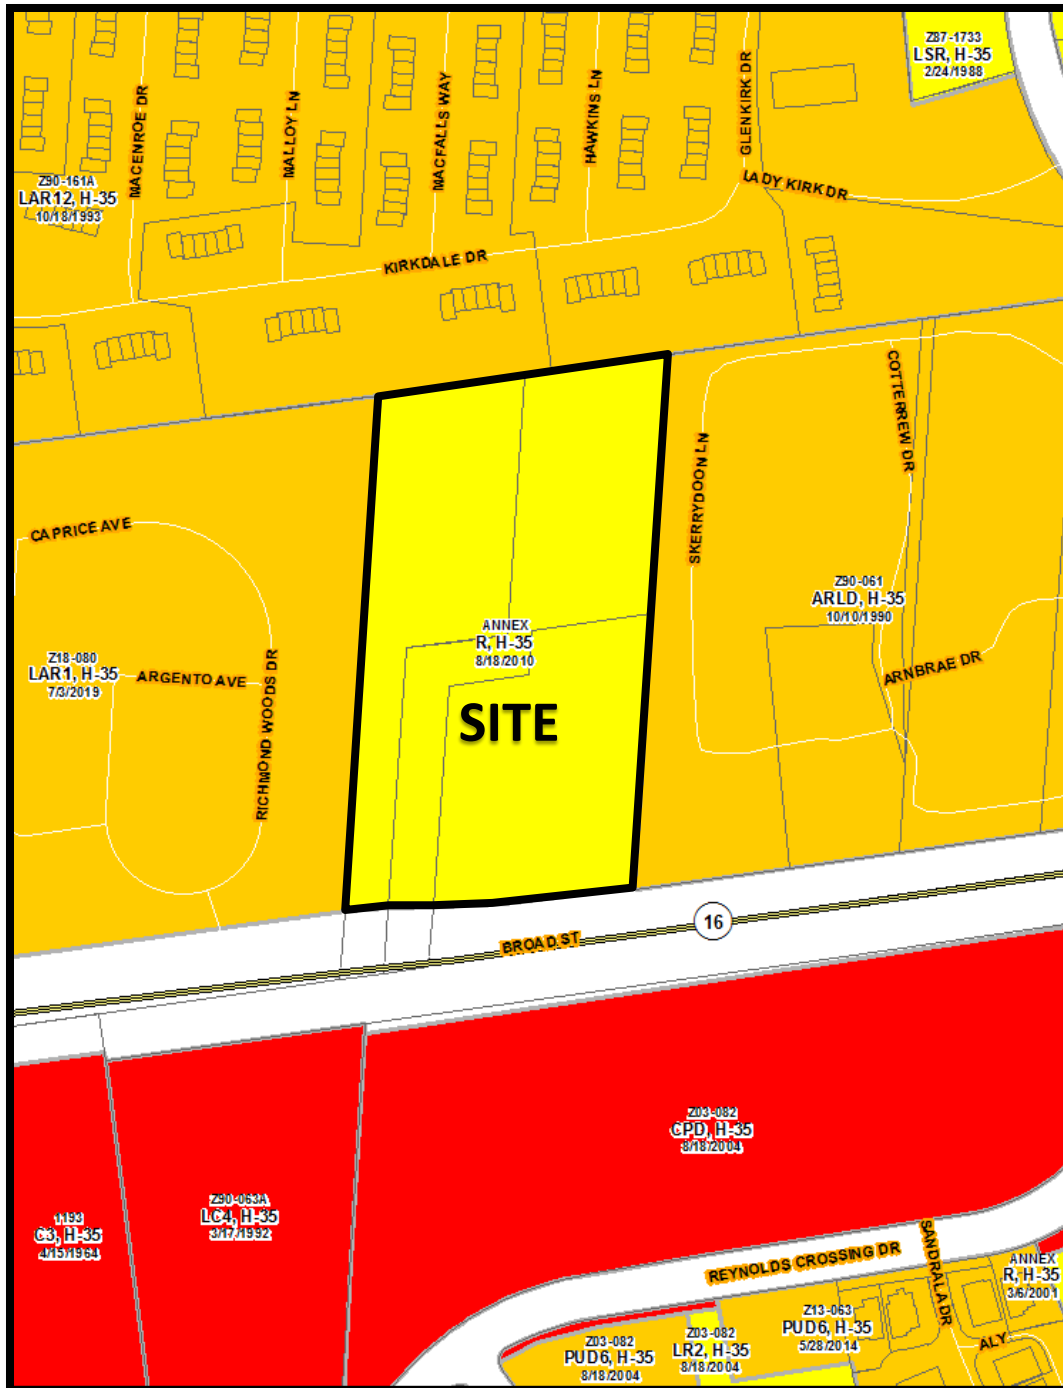 Z87-1733
LSR, H-35
2/24/1988
MACENROE DR
MALLOY LN
MACFALLS WAY
HAWKINS LN
GLENKIRK DR
LADY KIRK DR
Z90-161A
LAR12, H-35
10/18/1993
KIRKDALE DR
COTTERREW DR
SKERRYDOON LN
CAPRICE AVE
Z90-061
ARLD, H-35
10/10/1990
ANNEX
R, H-35
8/18/2010
Z18-080
LAR1, H-35
7/3/2019
ARGENTO AVE
RICHMOND WOODS DR
ARNBRAE DR
SITE
16
BROAD ST
Z03-082
CPD, H-35
8/18/2004
Z90-063A
LC4, H-35
3/17/1992
1193
C3, H-35
4/15/1964
REYNOLDS CROSSING DR
SANDRALA DR
ANNEX
R, H-35
3/6/2001
Z13-063
PUD6, H-35
5/28/2014
Z03-082
PUD6, H-35
8/18/2004
Z03-082
LR2, H-35
8/18/2004
ALY